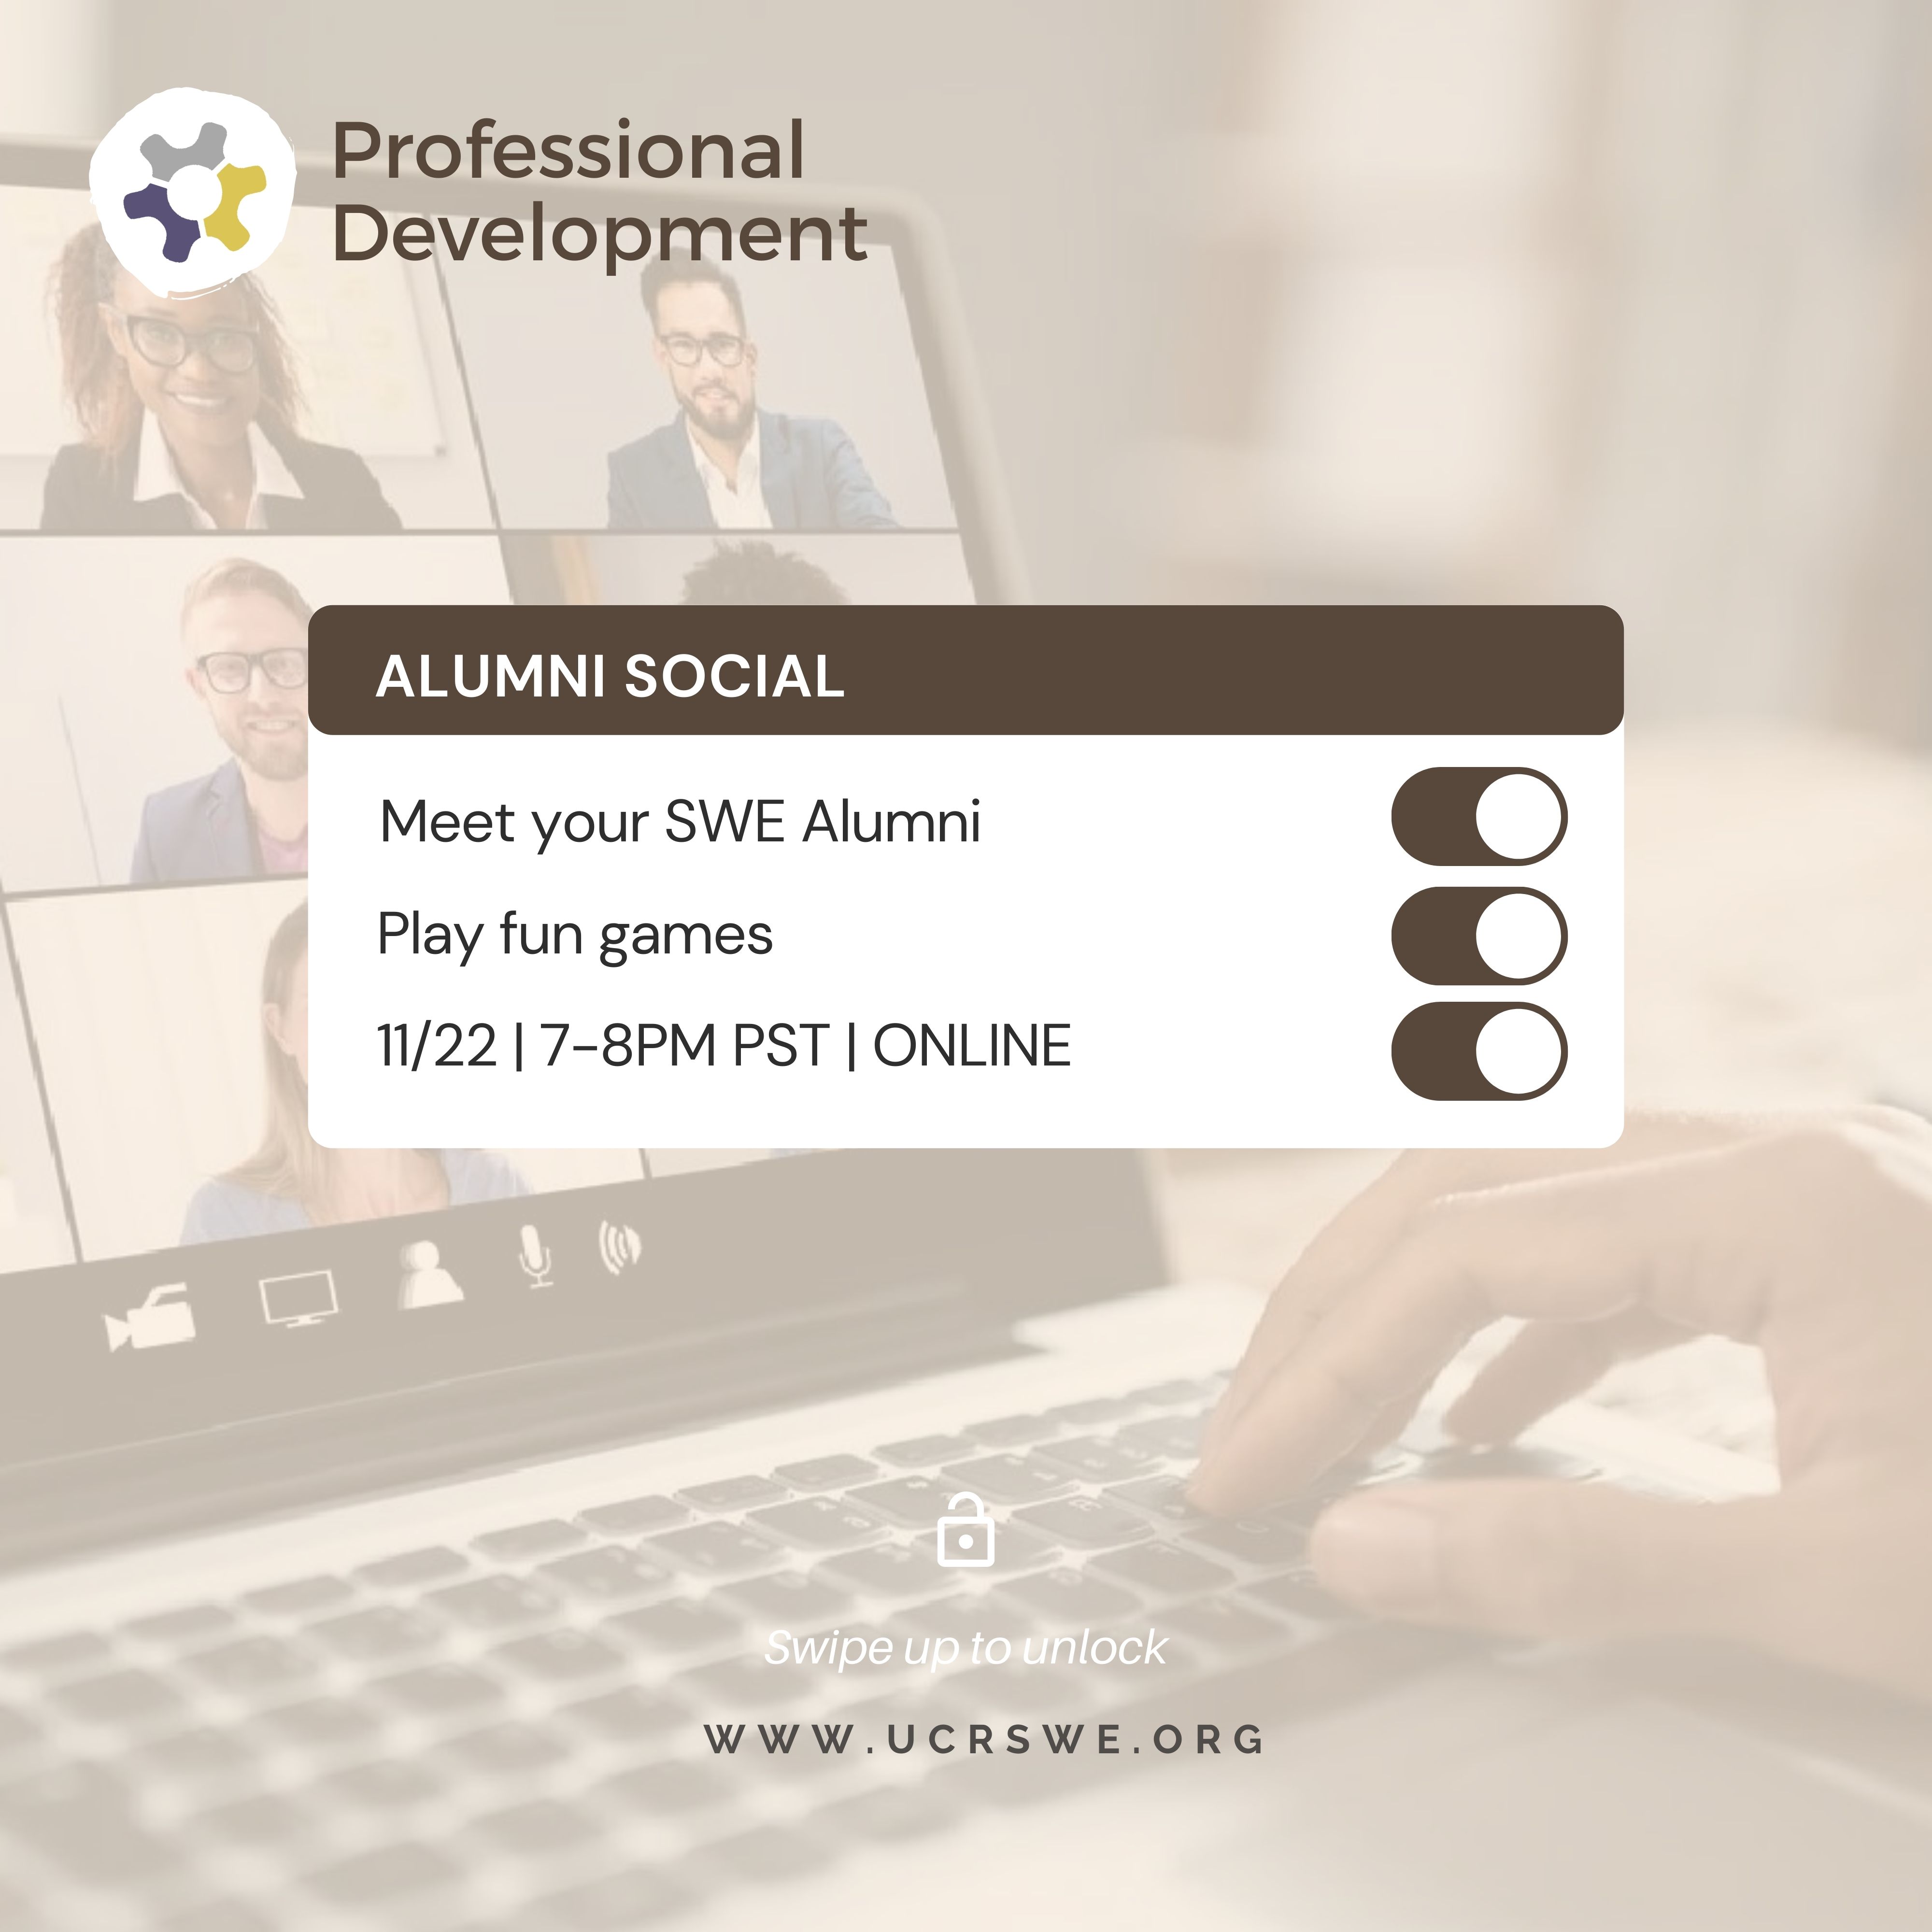 Professional
Development
ALUMNI SOCIAL
Meet your SWE Alumni
Play fun games
11/22 | 7-8PM PST | ONLINE
Swipe up to unlock
WWW.UCRSWE.ORG